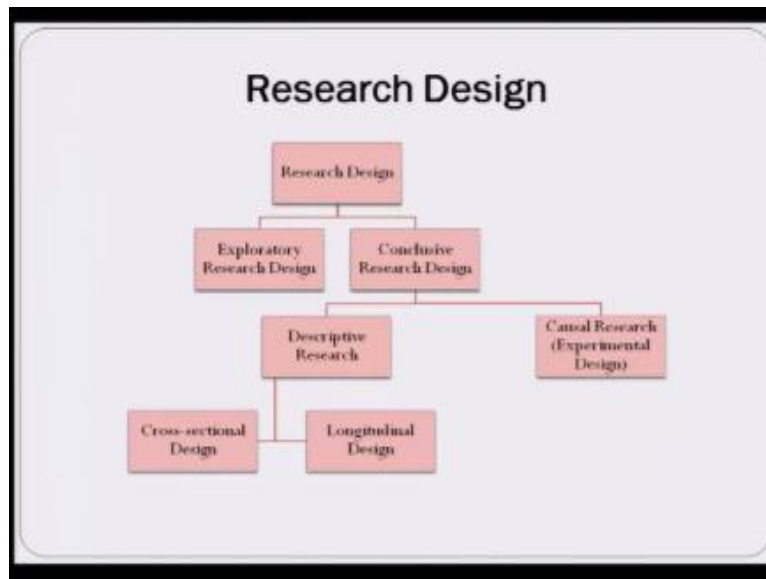 Research Design
Research Design
Exploratory
Research Design
Conclusive
Research Design
Descriptive
Research
Causal Research
(Experimental
Design)
Cross-sectional
Design
Longitudinal
Design